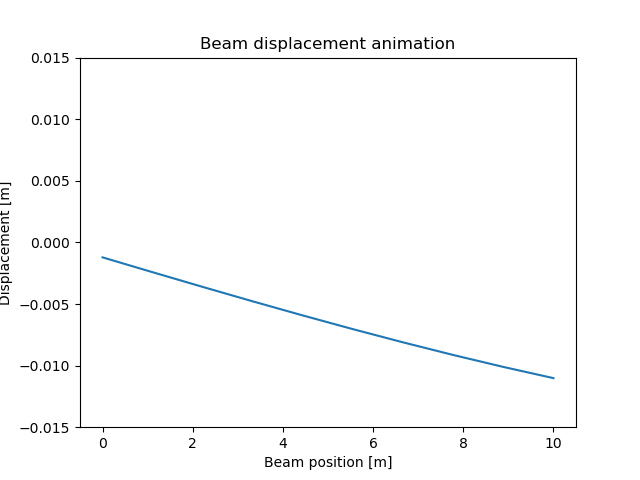 Beam displacement animation
0.015
0.010
0.005
0.000
−0.005
−0.010
−0.015
Displacement [m]
0 2 4 6 8 10
Beam position [m]